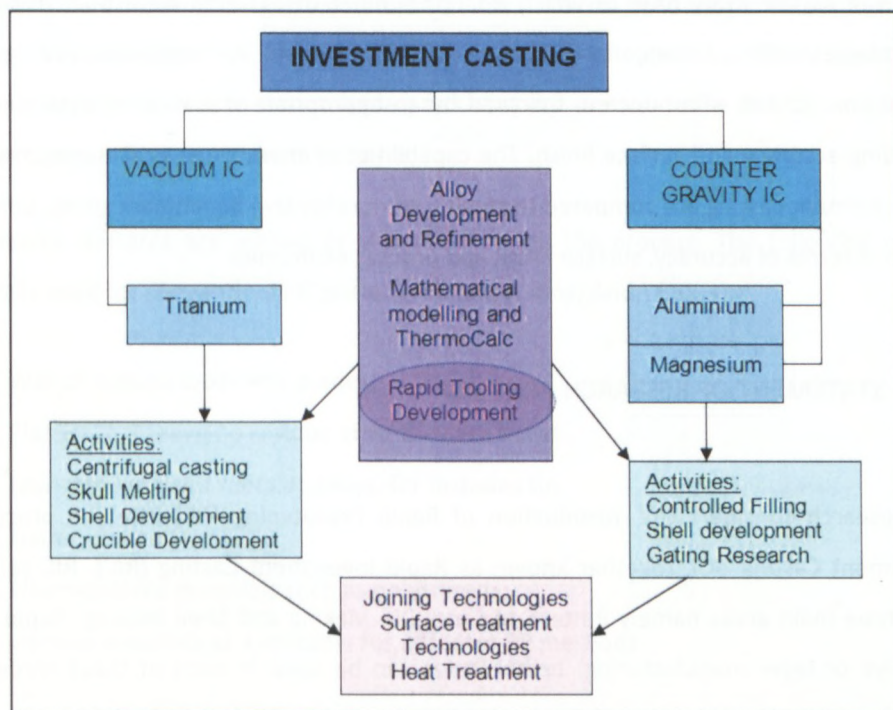 INVESTMENT CASTING
VACUUM IC
Alloy
Development
and Refinement
Mathematical
modelling and
ThermoCalc
Rapid Tooling
Development
COUNTER
GRAVITY IC
Titanium
Aluminium
Magnesium
Activities:
Centrifugal casting
Skull Melting
Shell Development
Crucible Development
Activities:
Controlled Filling
Shell development
Gating Research
Joining Technologies
Surface treatment
Technologies
Heat Treatment